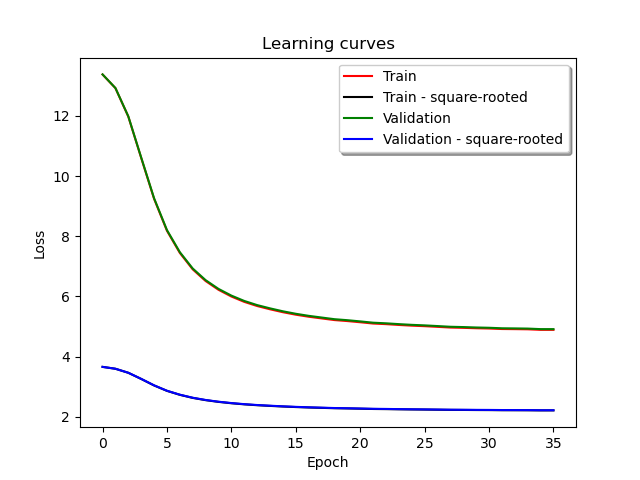 Learning curves
Train
Train - square-rooted
Validation
Validation - square-rooted
12
10
8
6
4
2
Loss
0 5 10 15 20 25 30 35
Epoch